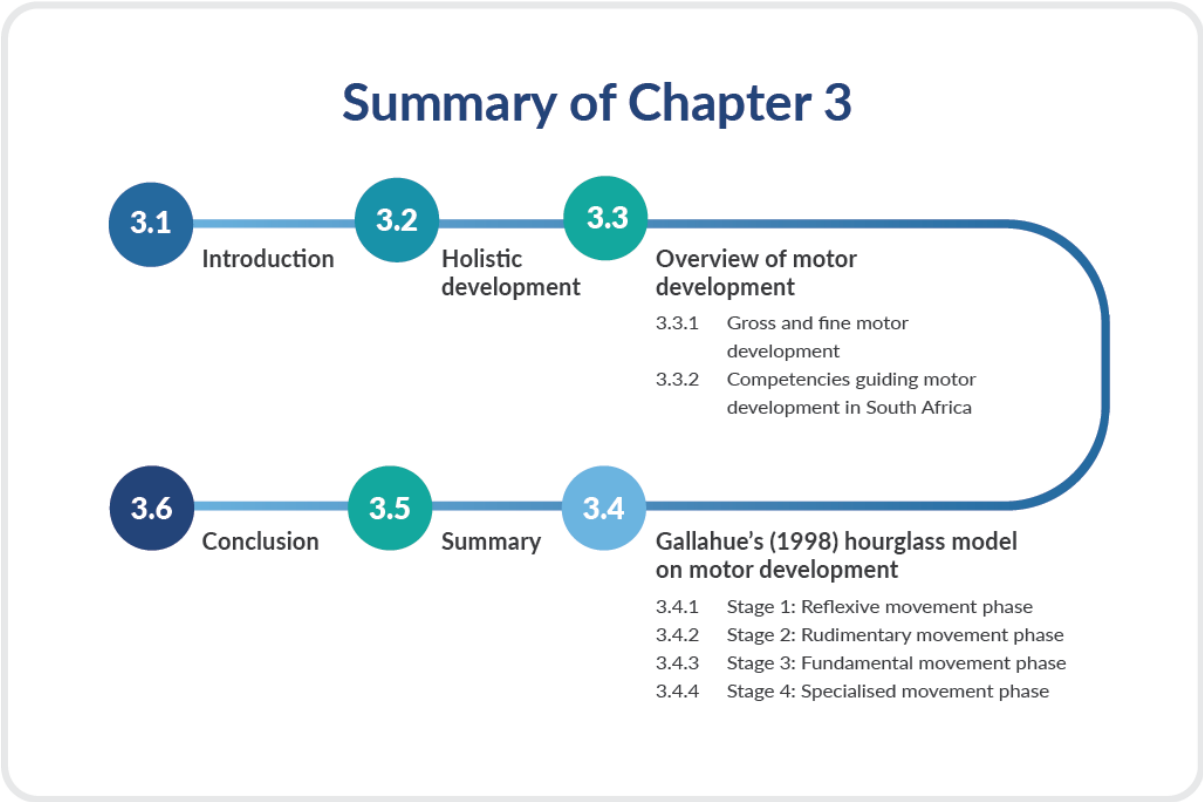 Summary of Chapter 3
3.1
Introduction
3.2
Holistic
development
3.3
Overview of motor
development
3.3.1 Gross and fine motor
development
3.3.2 Competencies guiding motor
development in South Africa
3.4
Gallahue’s (1998) hourglass model
on motor development
3.4.1 Stage 1: Reflexive movement phase
3.4.2 Stage 2: Rudimentary movement phase
3.4.3 Stage 3: Fundamental movement phase
3.4.4 Stage 4: Specialised movement phase
3.5
Summary
3.6
Conclusion